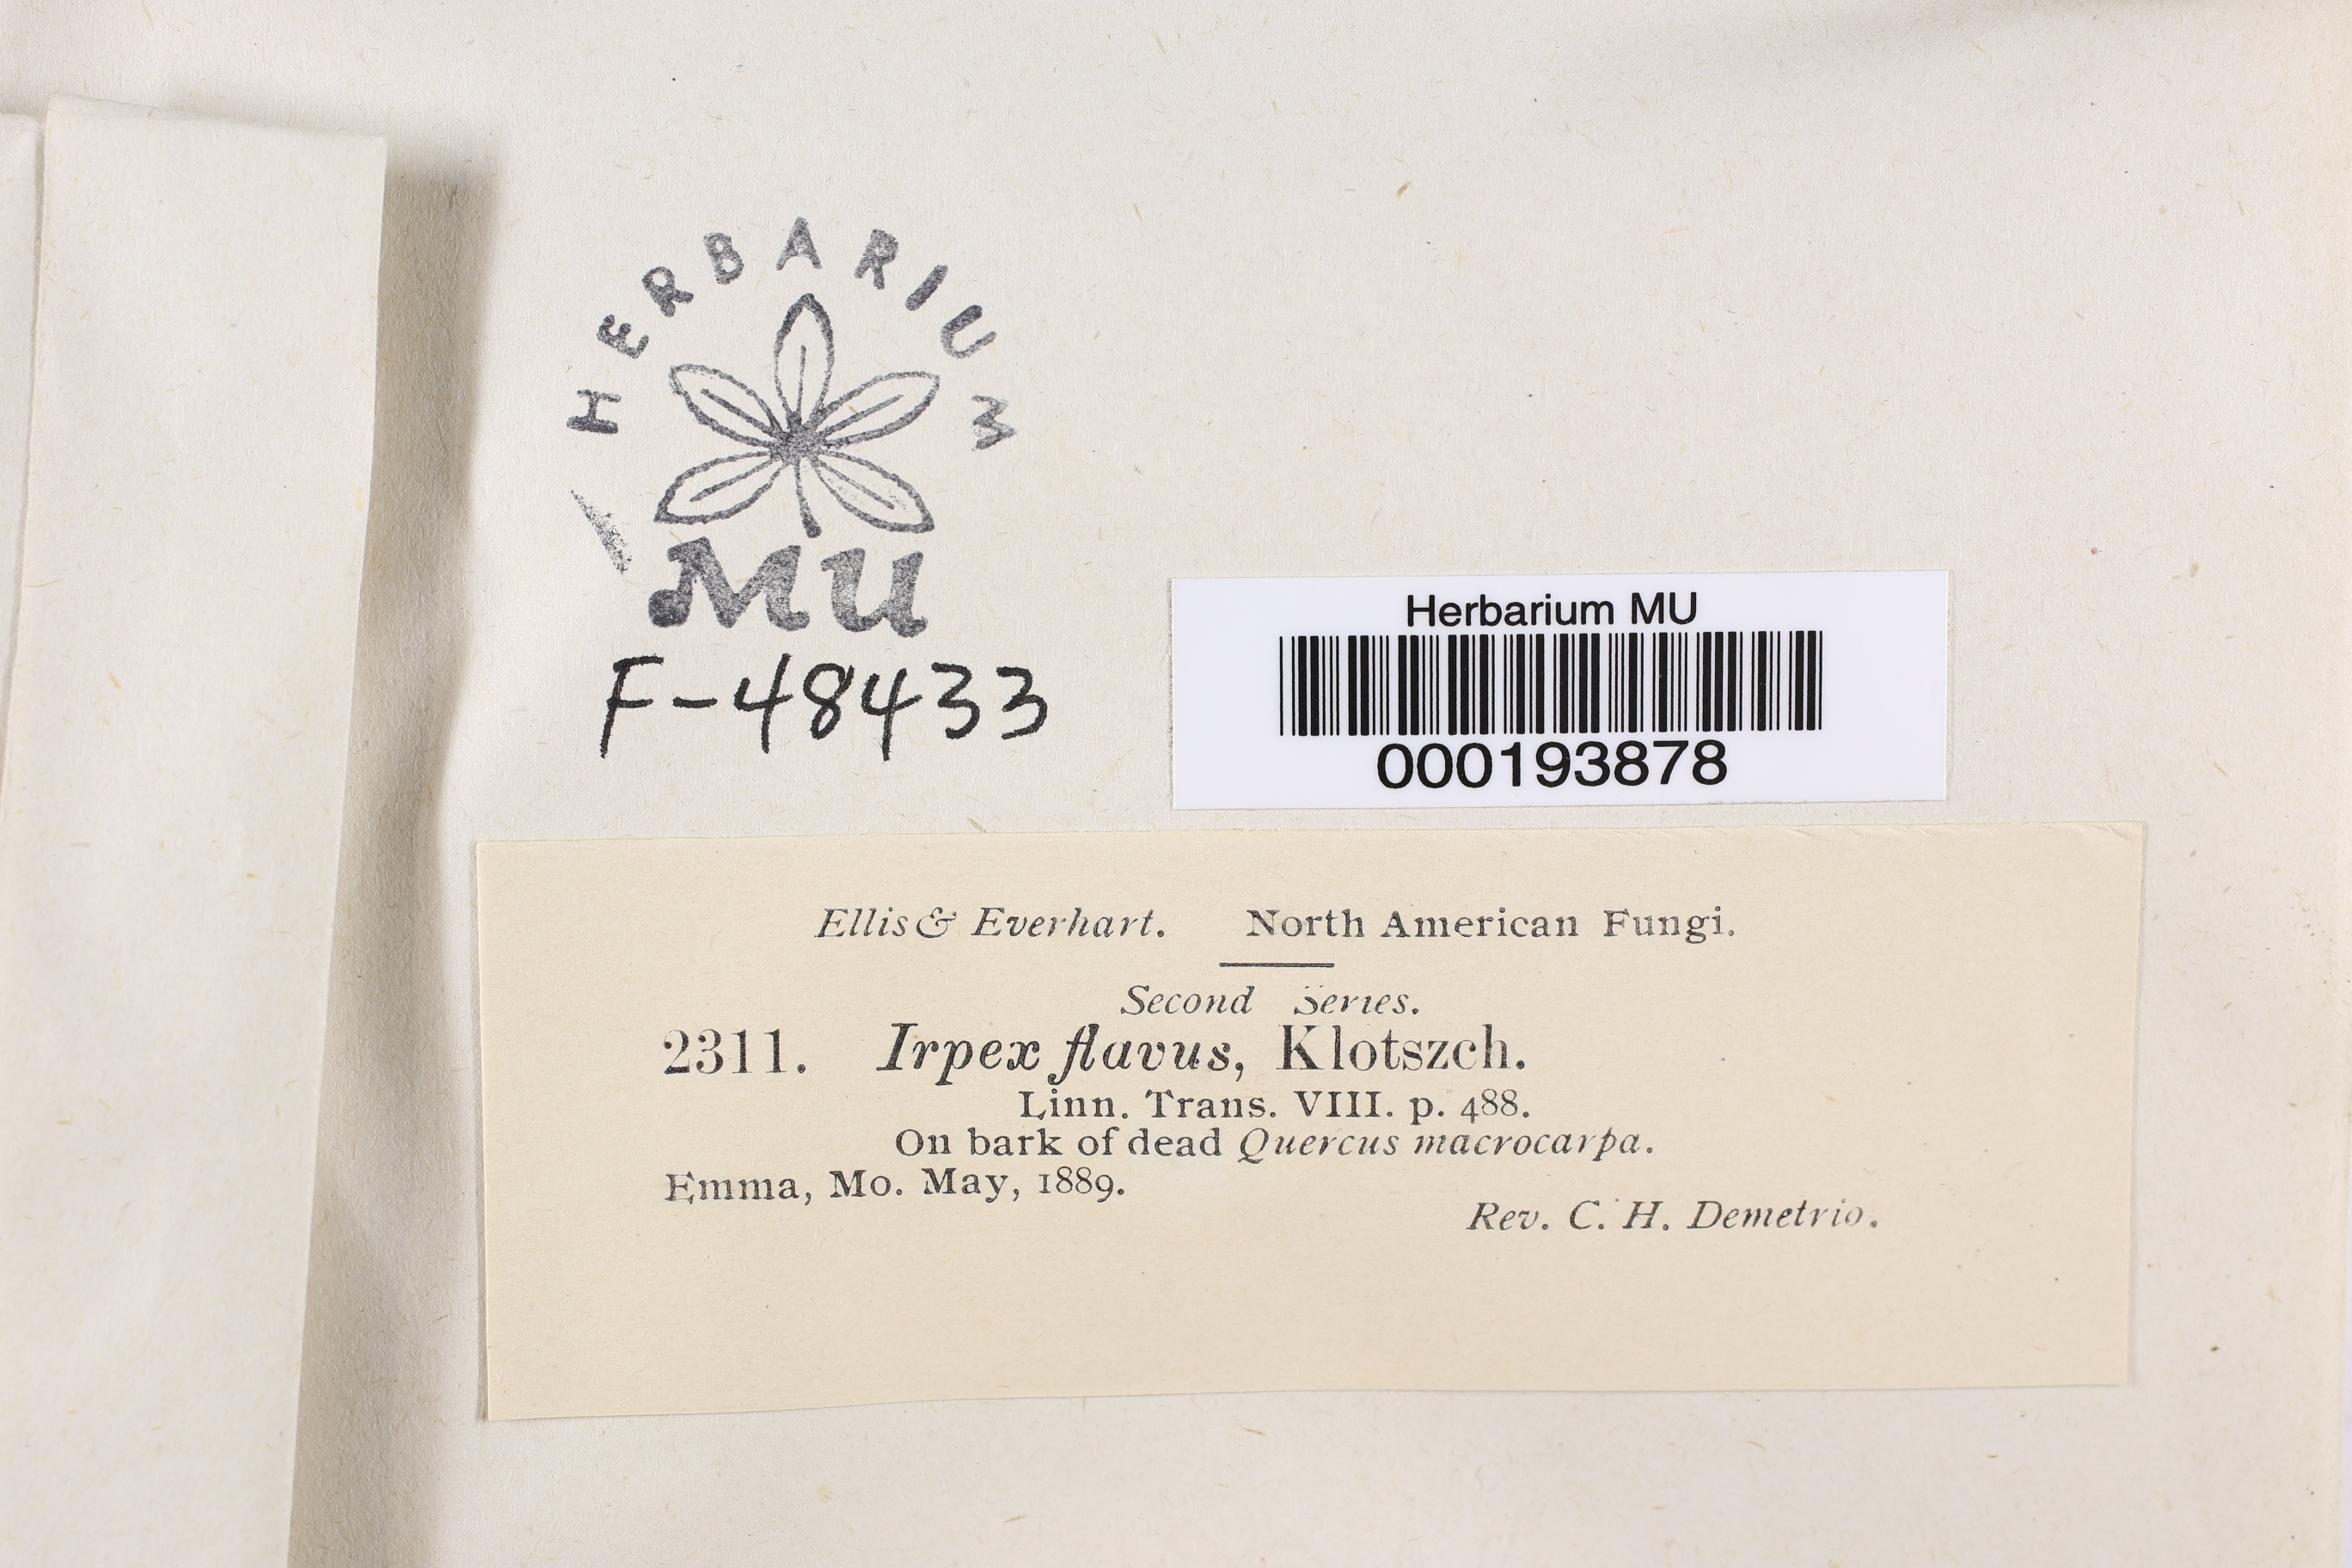 HERBARIUM
MU
F-48433
Herbarium MU
000193878
Ellis & Everhart. North American Fungi.
Second Series.
2311. Irpex flavus, Klotszch.
Linn. Trans. VIII. p. 488.
On bark of dead Quercus macrocarpa.
Emma, Mo. May, 1889.
Rev. C. H. Demetrio.